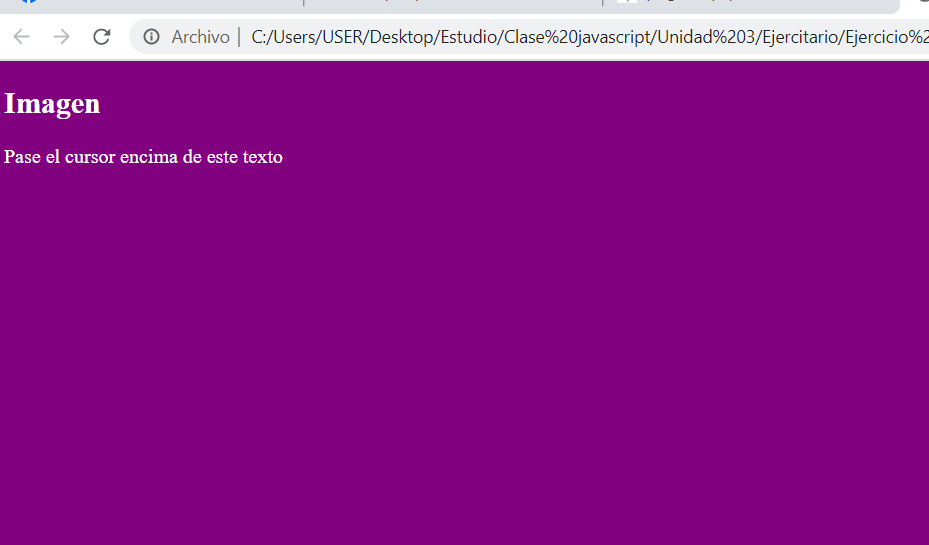 Archivo | C:/Users/USER/Desktop/Estudio/Clase%20javascript/Unidad%203/Ejercitario/Ejercicio%2
Imagen
Pase el cursor encima de este texto